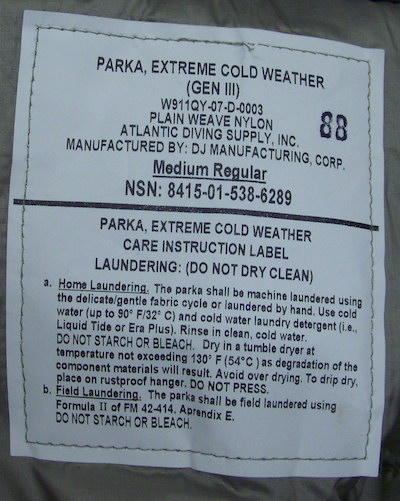 PARKA, EXTREME COLD WEATHER
(GEN III)
W911QY-07-D-0003
88
PLAIN WEAVE NYLON
ATLANTIC DIVING SUPPLY, INC.
MANUFACTURED BY: DJ MANUFACTURING, CORP.
Medium Regular
NSN: 8415-01-538-6289
PARKA, EXTREME COLD WEATHER
CARE INSTRUCTION LABEL
LAUNDERING: (DO NOT DRY CLEAN)
a. Home Laundering. The parka shall be machine laundered using
the delicate/gentle fabric cycle or laundered by hand. Use cold
water (up to 90° F/32° C) and cold water laundry detergent (i.e.,
Liquid Tide or Era Plus). Rinse in clean, cold water.
DO NOT STARCH OR BLEACH. Dry in a tumble dryer at
temperature not exceeding 130° F (54°C ) as degradation of the
component materials will result. Avoid over drying. To drip dry,
place on rustproof hanger. DO NOT PRESS.
b. Field Laundering. The parka shall be field laundered using
Formula II of FM 42-414. Aprendix E.
DO NOT STARCH OR BLEACH.